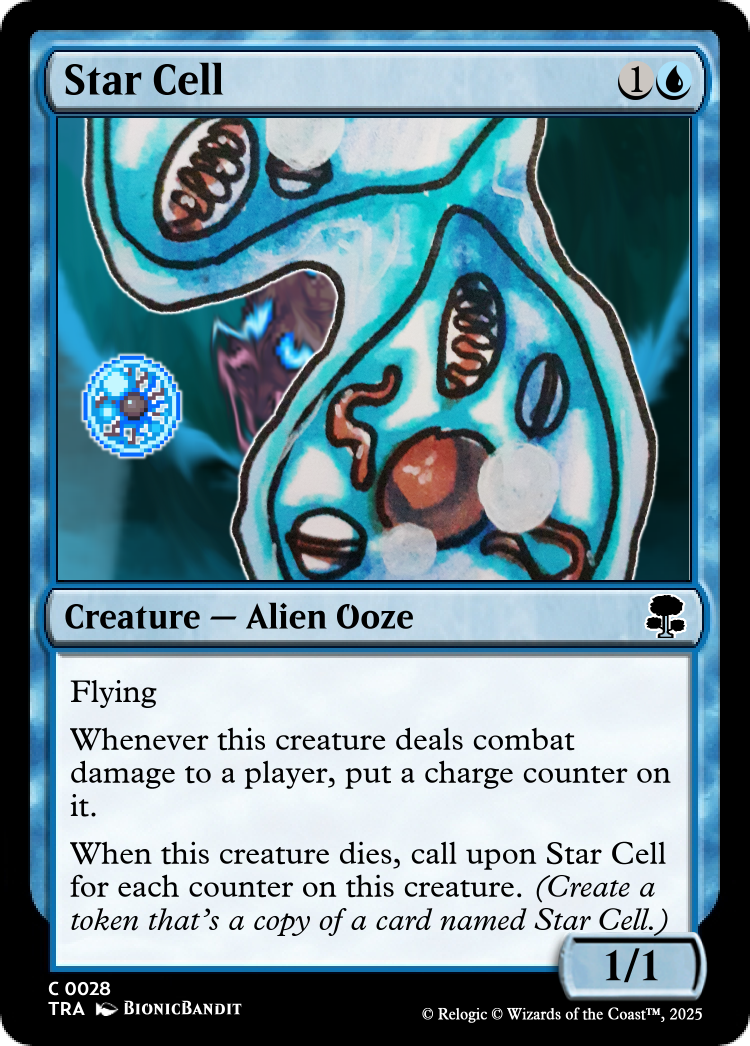 Star Cell 1
Creature — Alien Ooze
Flying
Whenever this creature deals combat
damage to a player, put a charge counter on
it.
When this creature dies, call upon Star Cell
for each counter on this creature. (Create a
token that's a copy of a card named Star Cell.)
1/1
C 0028
TRA BionicBandit
© Relogic © Wizards of the Coast™, 2025